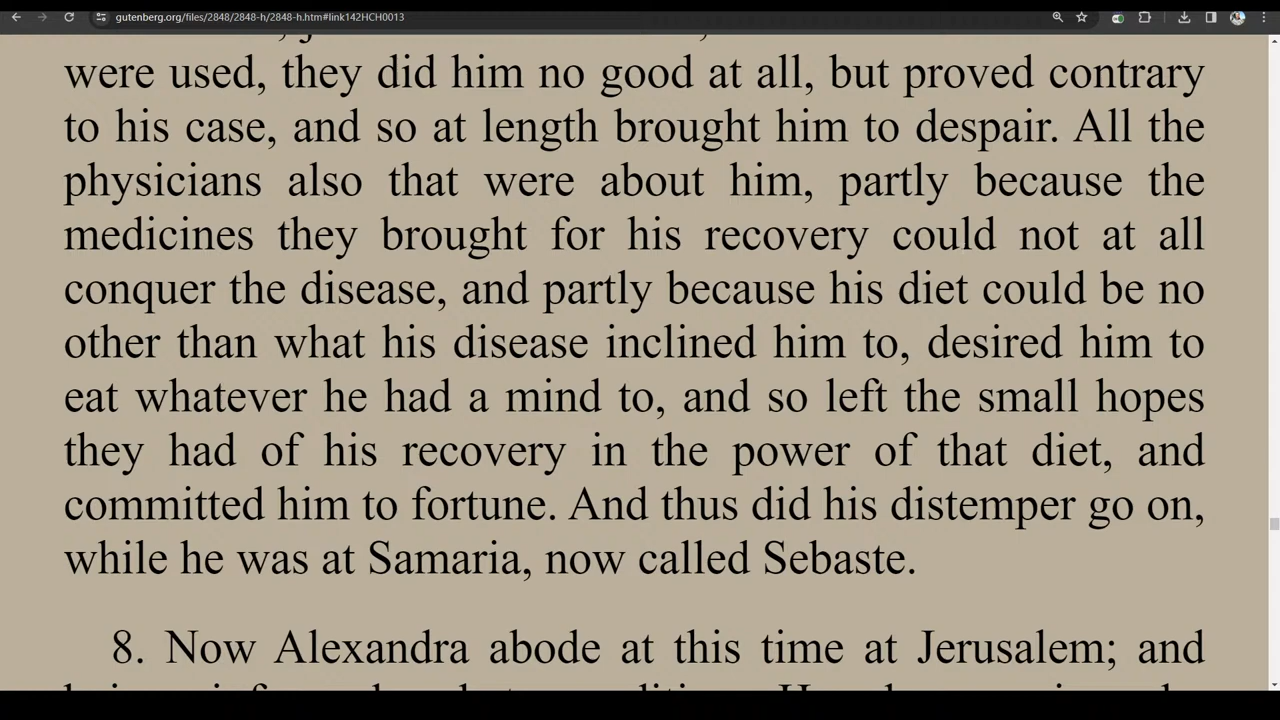 gutenberg.org/files/2848/2848-h/2848-h.htm#link142HCH0013
were used, they did him no good at all, but proved contrary
to his case, and so at length brought him to despair. All the
physicians also that were about him, partly because the
medicines they brought for his recovery could not at all
conquer the disease, and partly because his diet could be no
other than what his disease inclined him to, desired him to
eat whatever he had a mind to, and so left the small hopes
they had of his recovery in the power of that diet, and
committed him to fortune. And thus did his distemper go on,
while he was at Samaria, now called Sebaste.
8. Now Alexandra abode at this time at Jerusalem; and